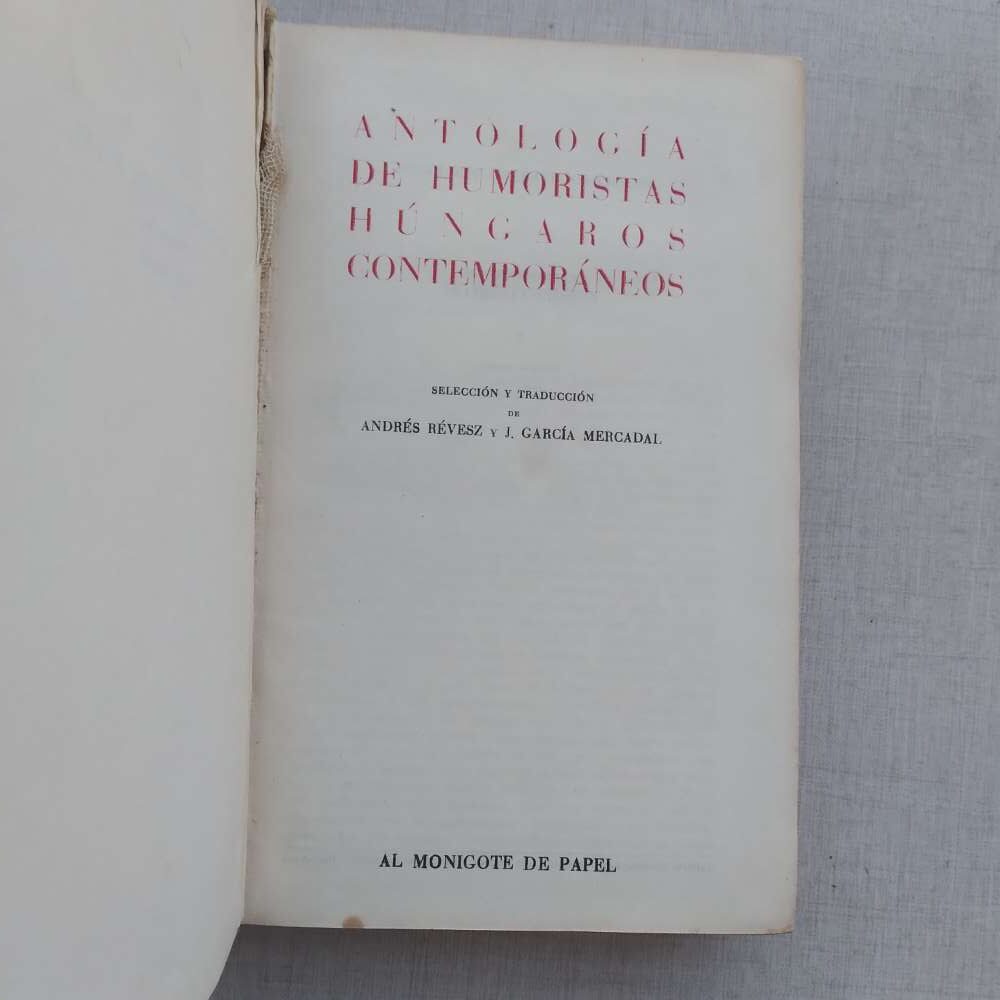 ANTOLOGÍA
DE HUMORISTAS
HÚNGAROS
CONTEMPORÁNEOS
SELECCIÓN Y TRADUCCIÓN
DE
ANDRÉS RÉVESZ Y J. GARCÍA MERCADAL
AL MONIGOTE DE PAPEL